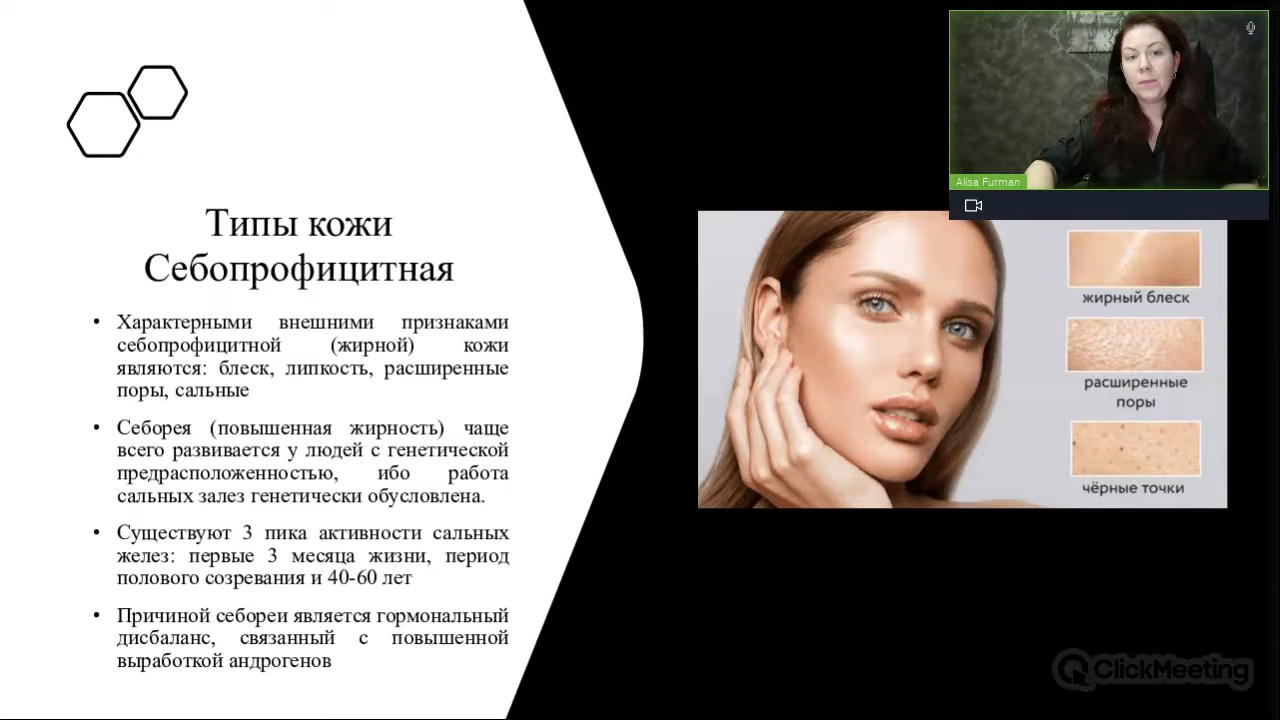 Alisa Furman
Типы кожи
Себопрофицитная
• Характерными внешними признаками
себопрофицитной (жирной) кожи
являются: блеск, липкость, расширенные
поры, сальные
• Себорея (повышенная жирность) чаще
всего развивается у людей с генетической
предрасположенностью, ибо работа
сальных залез генетически обусловлена.
• Существуют 3 пика активности сальных
желез: первые 3 месяца жизни, период
полового созревания и 40-60 лет
• Причиной себореи является гормональный
дисбаланс, связанный с повышенной
выработкой андрогенов
жирный блеск
расширенные
поры
чёрные точки
ClickMeeting